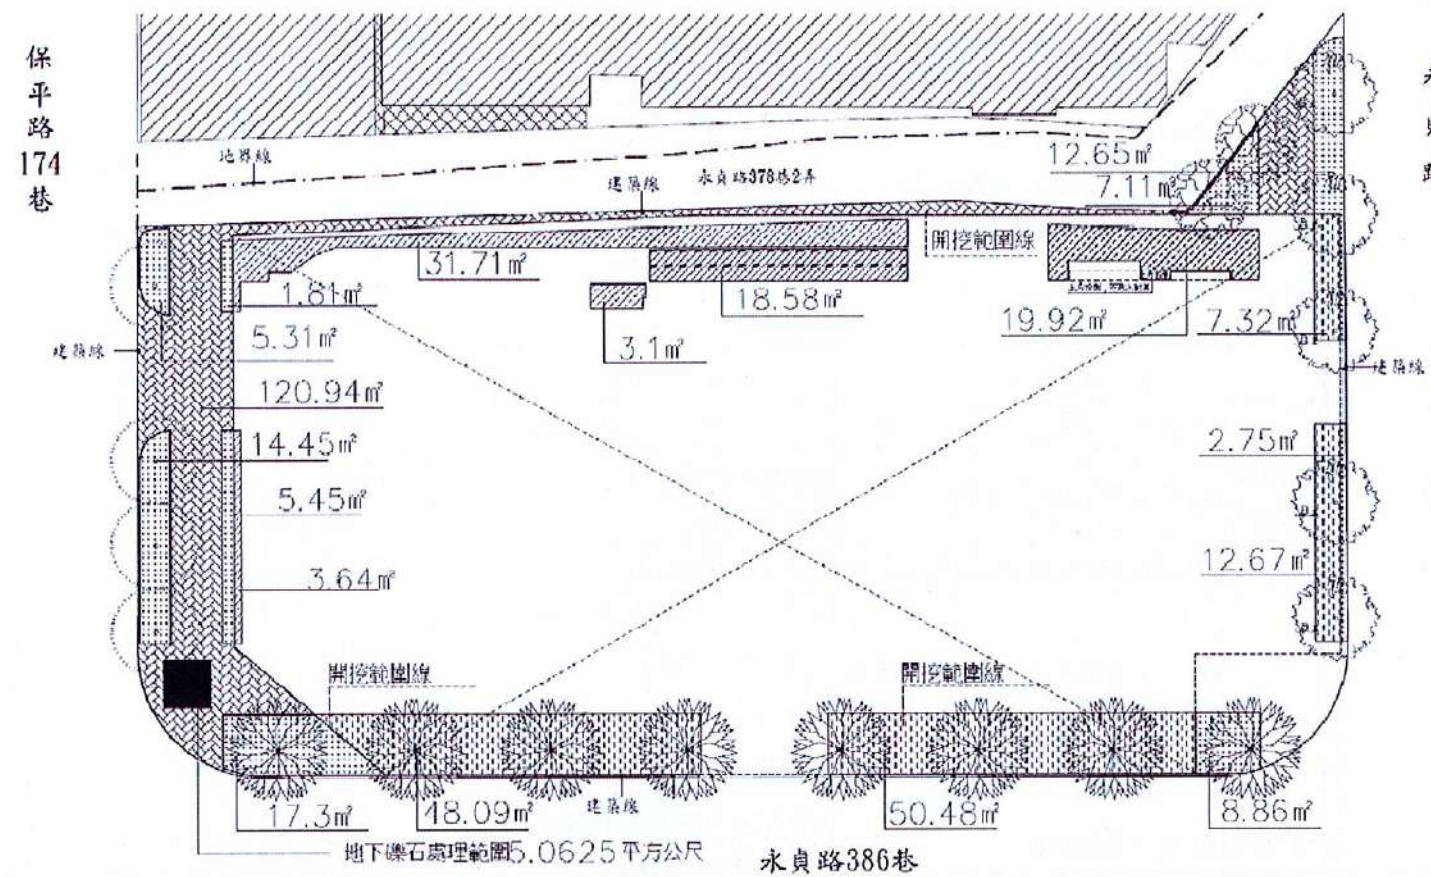 保平路174巷
地界線
建築線
永貞路378巷2弄
12.65㎡
7.11㎡
開挖範圍線
31.71㎡
1.81㎡
18.58㎡
19.92㎡
7.32㎡
5.31㎡
3.1㎡
建築線
建築線
120.94㎡
14.45㎡
2.75㎡
5.45㎡
12.67㎡
3.64㎡
開挖範圍線
開挖範圍線
17.3㎡
48.09㎡
建築線
50.48㎡
8.86㎡
地下礫石處理範圍5.0625平方公尺
永貞路386巷